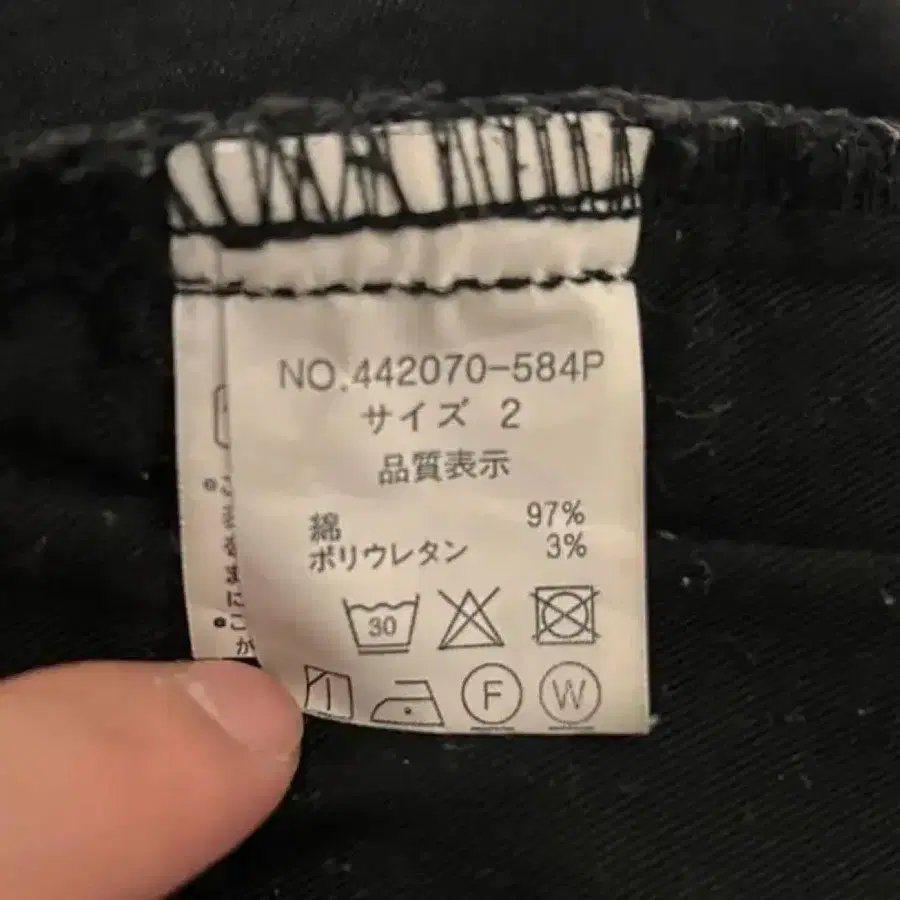 NO.442070-584P
サイズ 2
品質表示
綿 97%
ポリウレタン 3%
30
F W